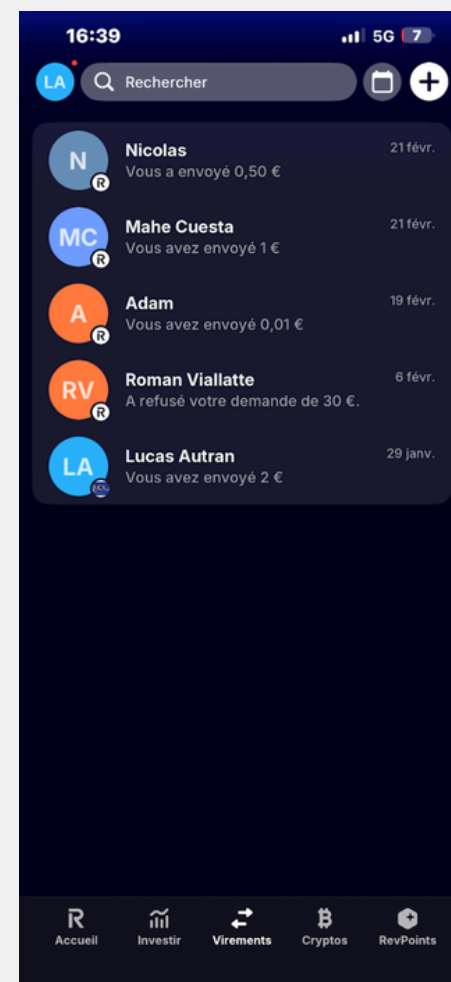 16:39
5G 7
LA
Rechercher
N
R
Nicolas
21 févr.
Vous a envoyé 0,50 €
MC
R
Mahe Cuesta
21 févr.
Vous avez envoyé 1 €
A
R
Adam
19 févr.
Vous avez envoyé 0,01 €
RV
R
Roman Viallatte
6 févr.
A refusé votre demande de 30 €.
LA
Lucas Autran
29 janv.
Vous avez envoyé 2 €
R
Accueil
Investir
Virements
Cryptos
RevPoints